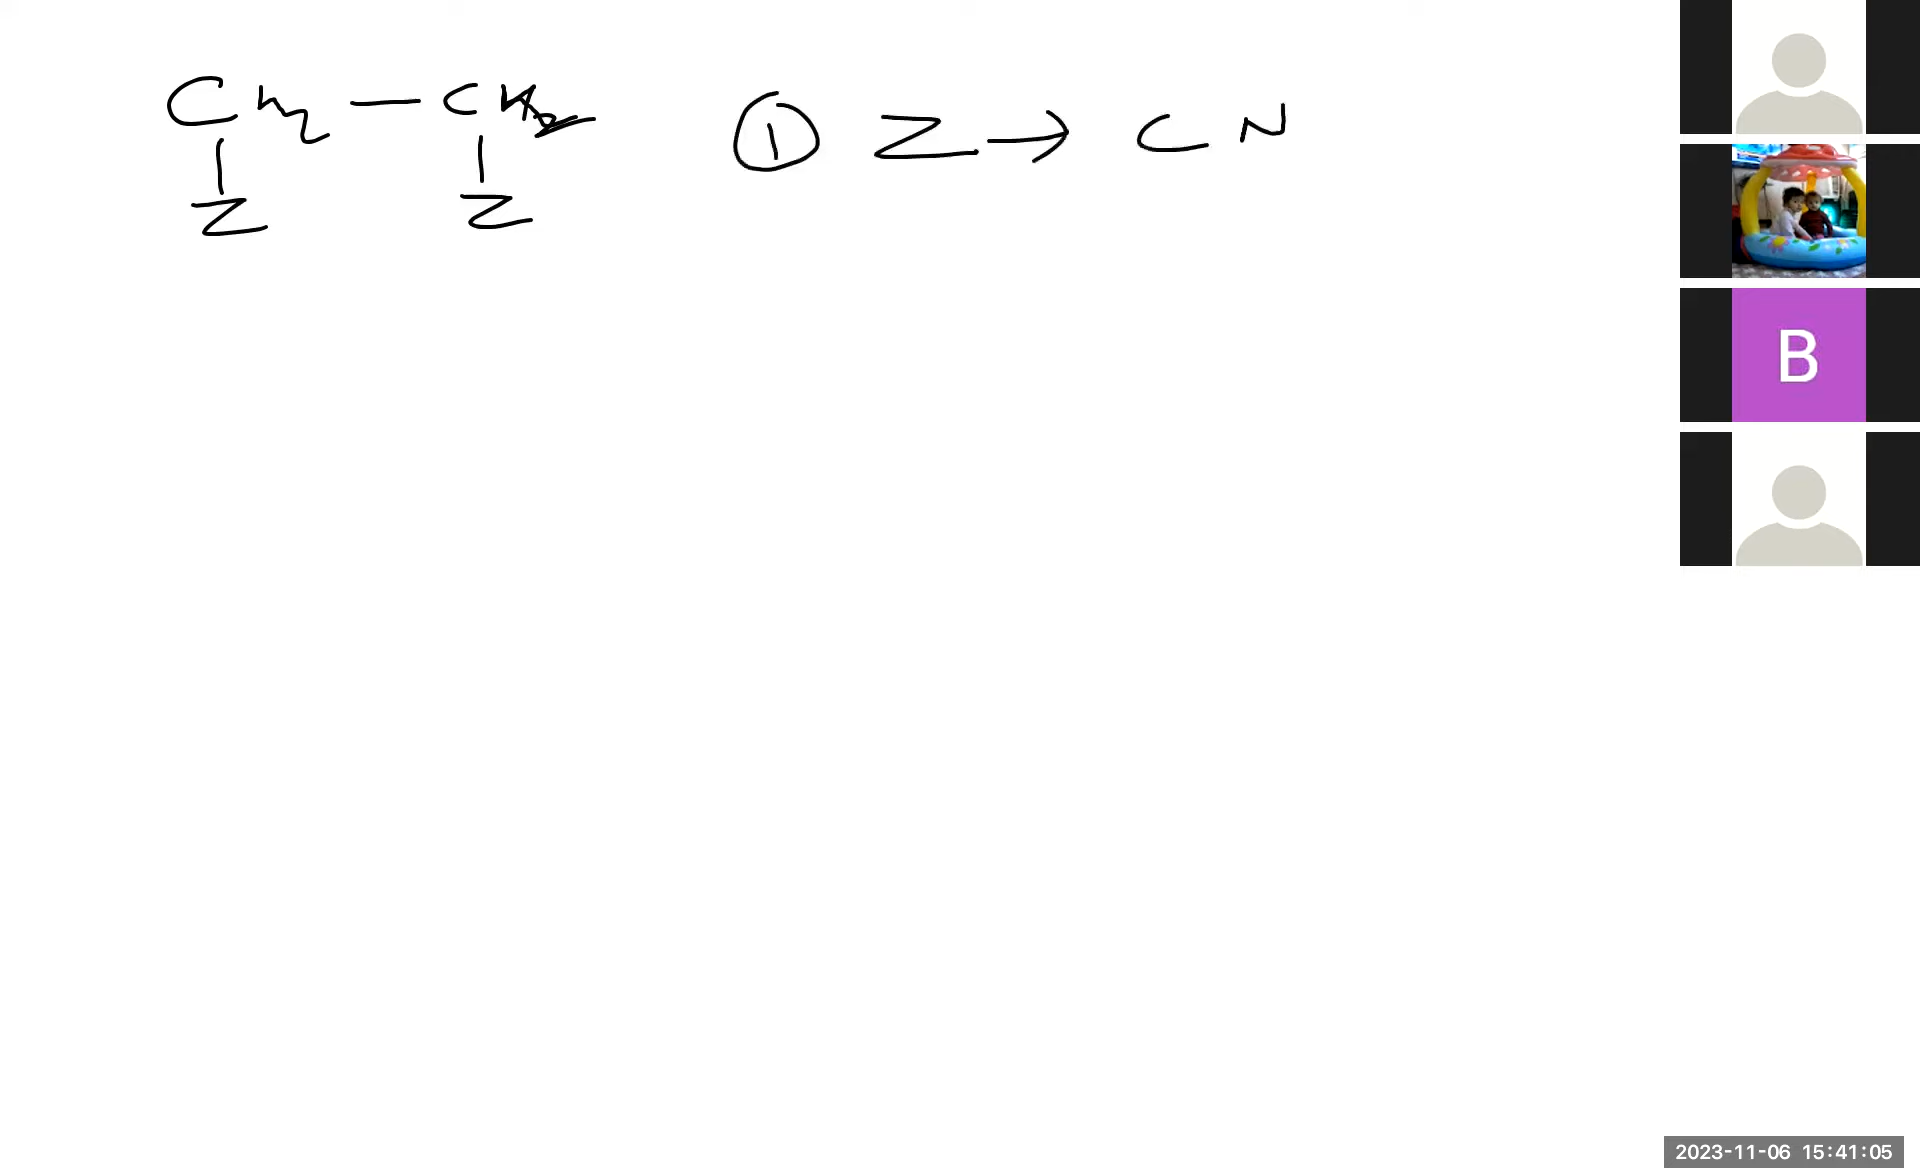 CH2 — CH2 ① Z → CN
| |
Z Z
B
2023-11-06 15:41:05